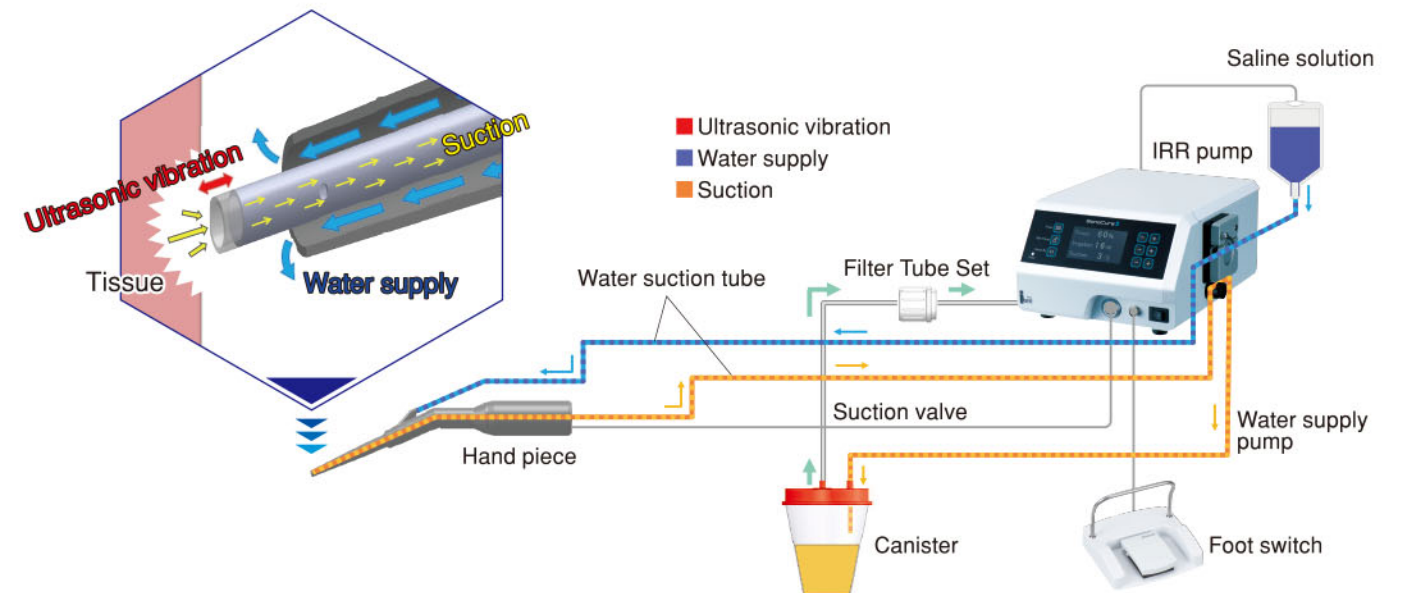 Saline solution
Ultrasonic vibration
Water supply
Suction
IRR pump
Suction
Ultrasonic vibration
Tissue
Water supply
Water suction tube
Filter Tube Set
Suction valve
Water supply
pump
Hand piece
Canister
Foot switch